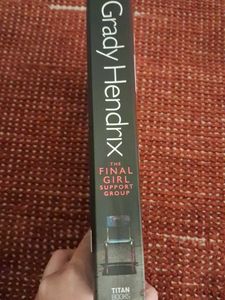 Grady Hendrix
THE
FINAL
GIRL
SUPPORT
GROUP
TITAN
BOOKS